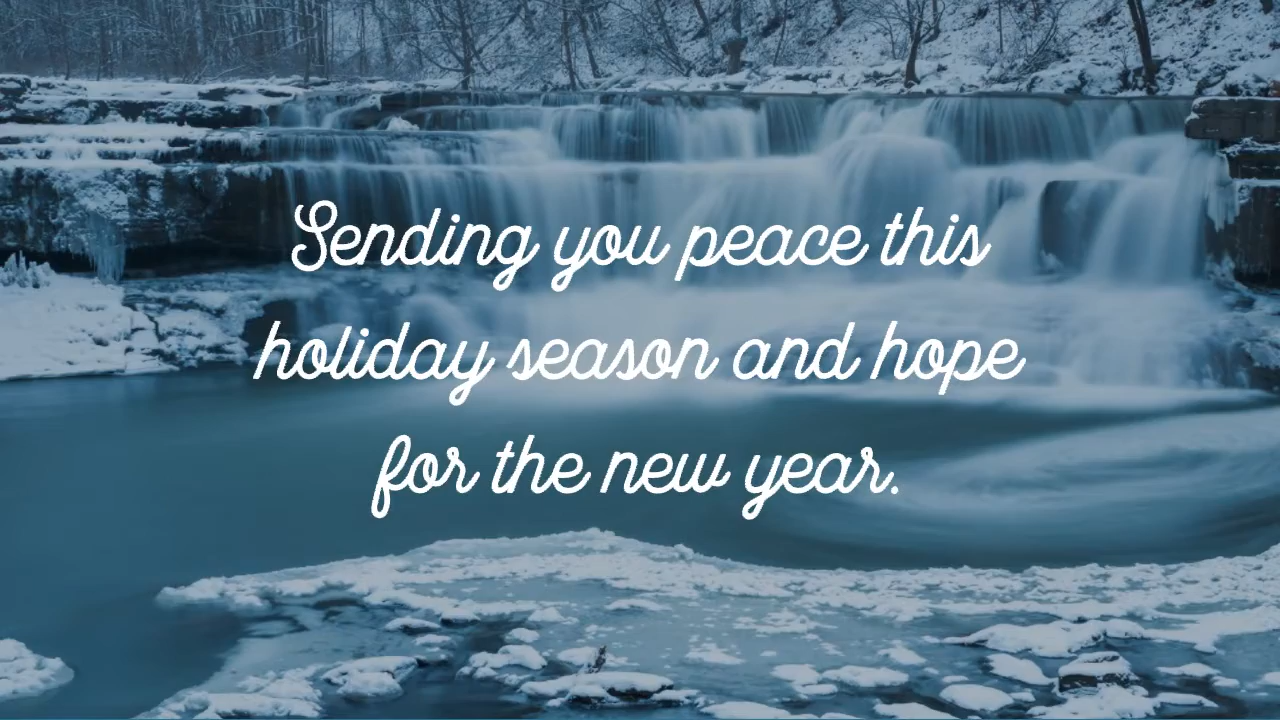 Sending you peace this
holiday season and hope
for the new year.